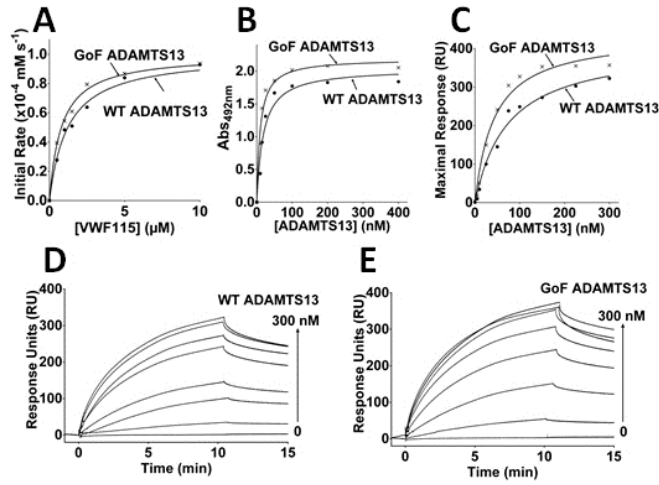 A
Initial Rate (x10⁻⁴ mM s⁻¹)
1.0
0.8
0.6
0.4
0.2
0.0
GoF ADAMTS13
WT ADAMTS13
0
5
10
[VWF115] (µM)
B
Abs492nm
2.5
2.0
1.5
1.0
0.5
0.0
GoF ADAMTS13
WT ADAMTS13
0
100
200
300
400
[ADAMTS13] (nM)
C
Maximal Response (RU)
400
300
200
100
0
GoF ADAMTS13
WT ADAMTS13
0
100
200
300
[ADAMTS13] (nM)
D
Response Units (RU)
400
300
200
100
0
WT ADAMTS13
300 nM
0
0
5
10
15
Time (min)
E
Response Units (RU)
400
300
200
100
0
GoF ADAMTS13
300 nM
0
0
5
10
15
Time (min)